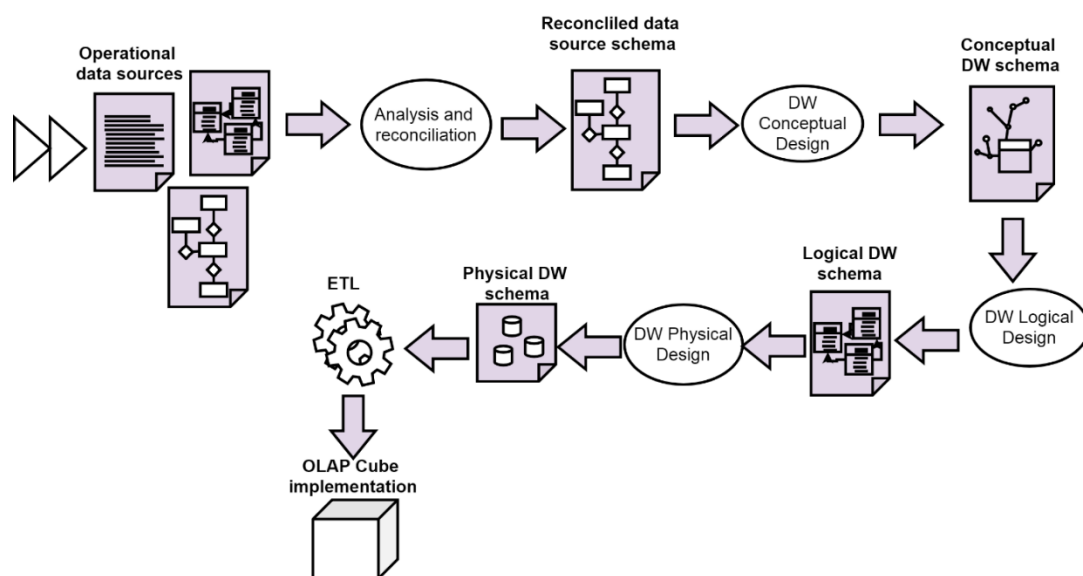 Operational
data sources
Analysis and
reconciliation
Reconcliled data
source schema
DW
Conceptual
Design
Conceptual
DW schema
DW Logical
Design
Logical DW
schema
DW Physical
Design
Physical DW
schema
ETL
OLAP Cube
implementation